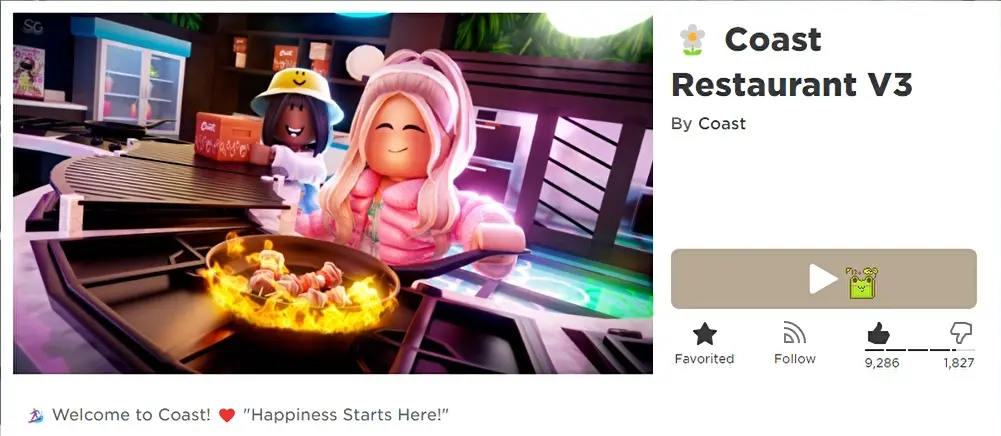 SG
🌼 Coast
Restaurant V3
By Coast
Coast
Coast
Favorited
Follow
9,286
1,827
🏄 Welcome to Coast! ❤️ "Happiness Starts Here!"